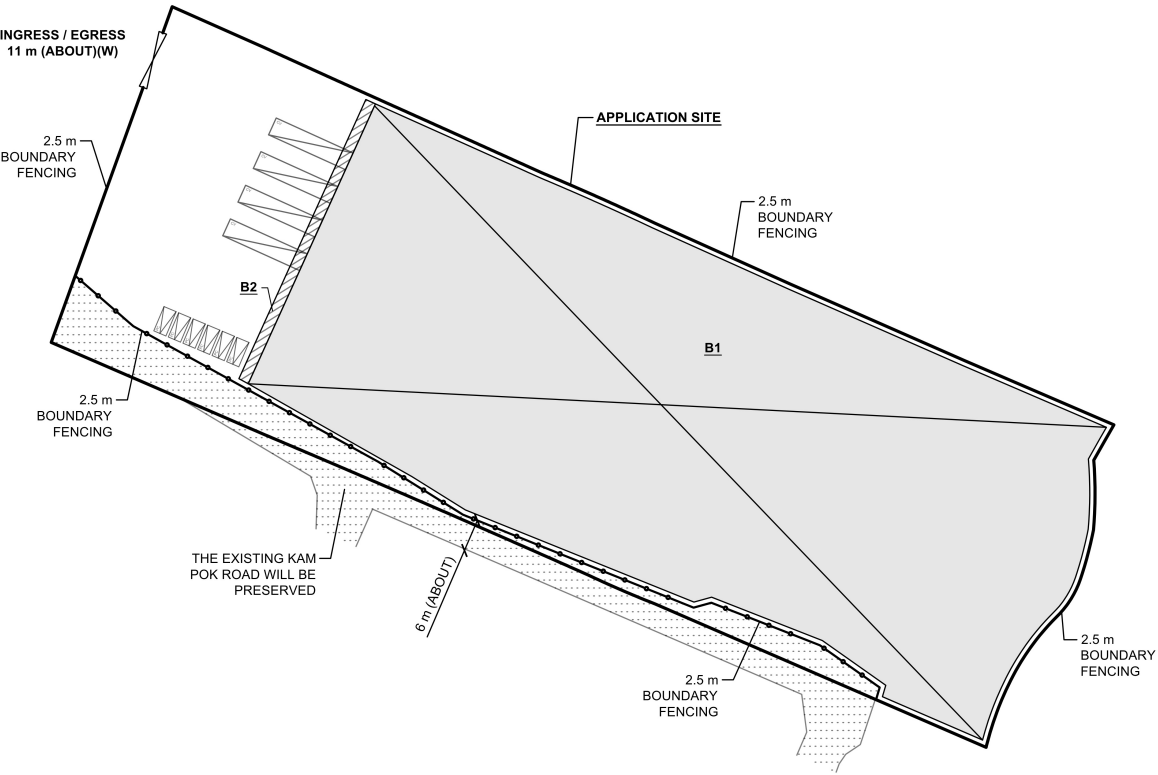 INGRESS / EGRESS
11 m (ABOUT)(W)
APPLICATION SITE
2.5 m
BOUNDARY
FENCING
2.5 m
BOUNDARY
FENCING
B2
B1
2.5 m
BOUNDARY
FENCING
THE EXISTING KAM
POK ROAD WILL BE
PRESERVED
6 m (ABOUT)
2.5 m
BOUNDARY
FENCING
2.5 m
BOUNDARY
FENCING